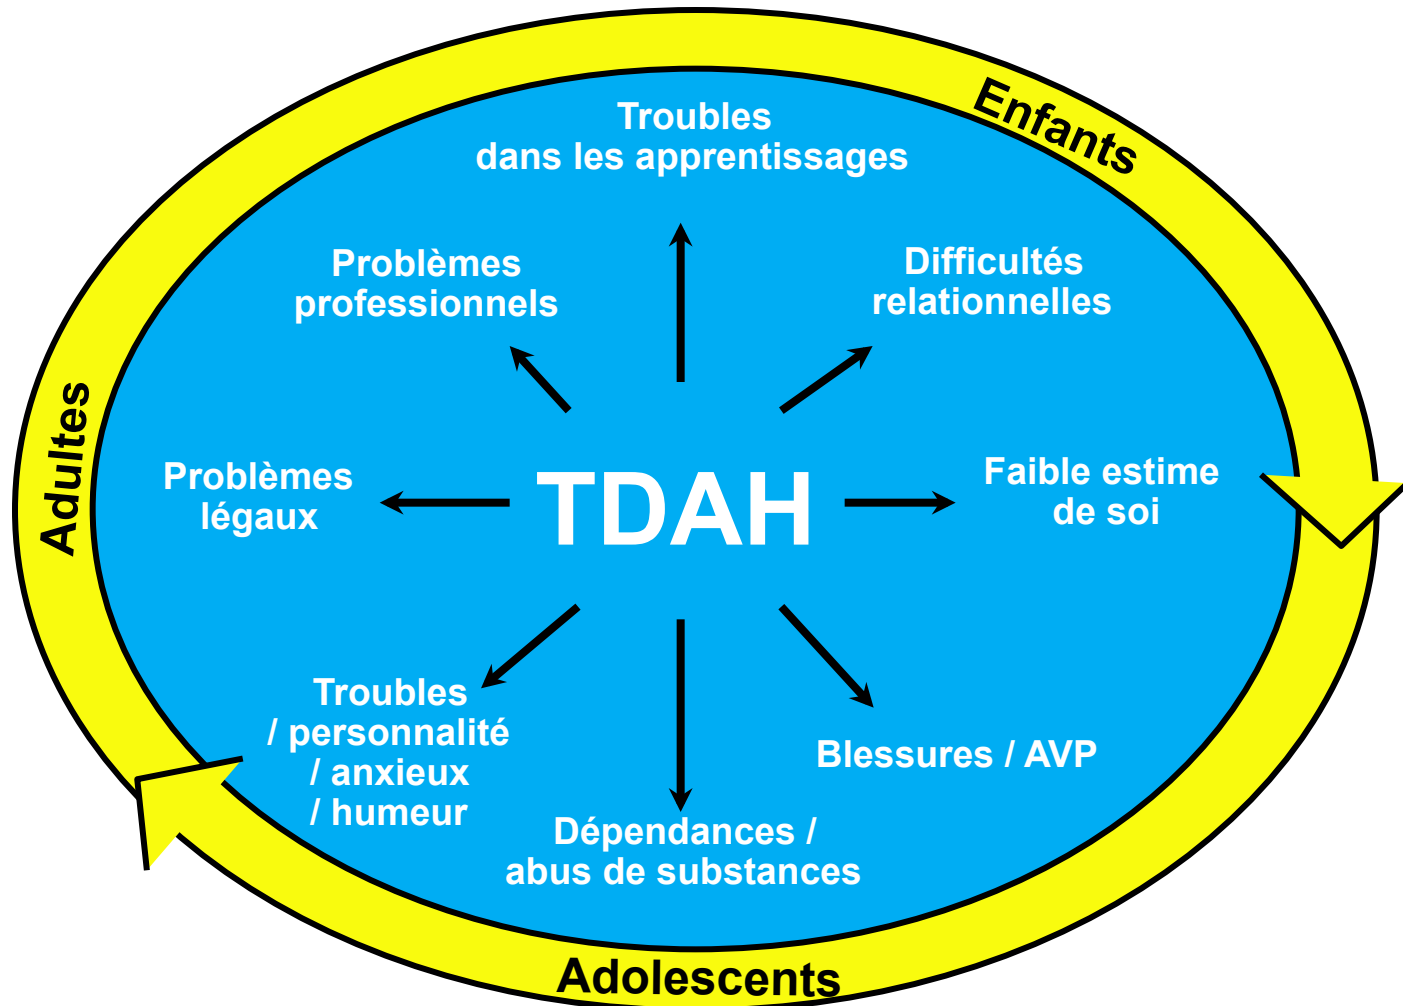 Enfants
Troubles
dans les apprentissages
Problèmes
professionnels
Difficultés
relationnelles
Adultes
Problèmes
légaux
TDAH
Faible estime
de soi
Troubles
/ personnalité
/ anxieux
/ humeur
Blessures / AVP
Dépendances /
abus de substances
Adolescents